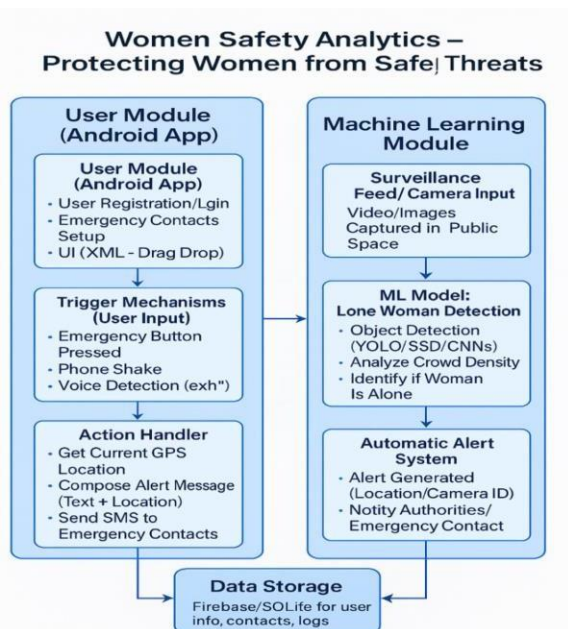 Women Safety Analytics –
Protecting Women from Safe| Threats
User Module
(Android App)
User Module
(Android App)
• User Registration/Lgin
• Emergency Contacts
Setup
• UI (XML - Drag Drop)
Trigger Mechanisms
(User Input)
• Emergency Button
Pressed
• Phone Shake
• Voice Detection (exh")
Action Handler
• Get Current GPS
Location
• Compose Alert Message
(Text + Location)
• Send SMS to
Emergency Contacts
Machine Learning
Module
Surveillance
Feed/Camera Input
Video/Images
Captured in Public
Space
ML Model:
Lone Woman Detection
• Object Detection
(YOLO/SSD/CNNs)
• Analyze Crowd Density
• Identify if Woman
Is Alone
Automatic Alert
System
• Alert Generated
(Location/Camera ID)
• Notity Authorities/
Emergency Contact
Data Storage
Firebase/SOLife for user
info, contacts, logs